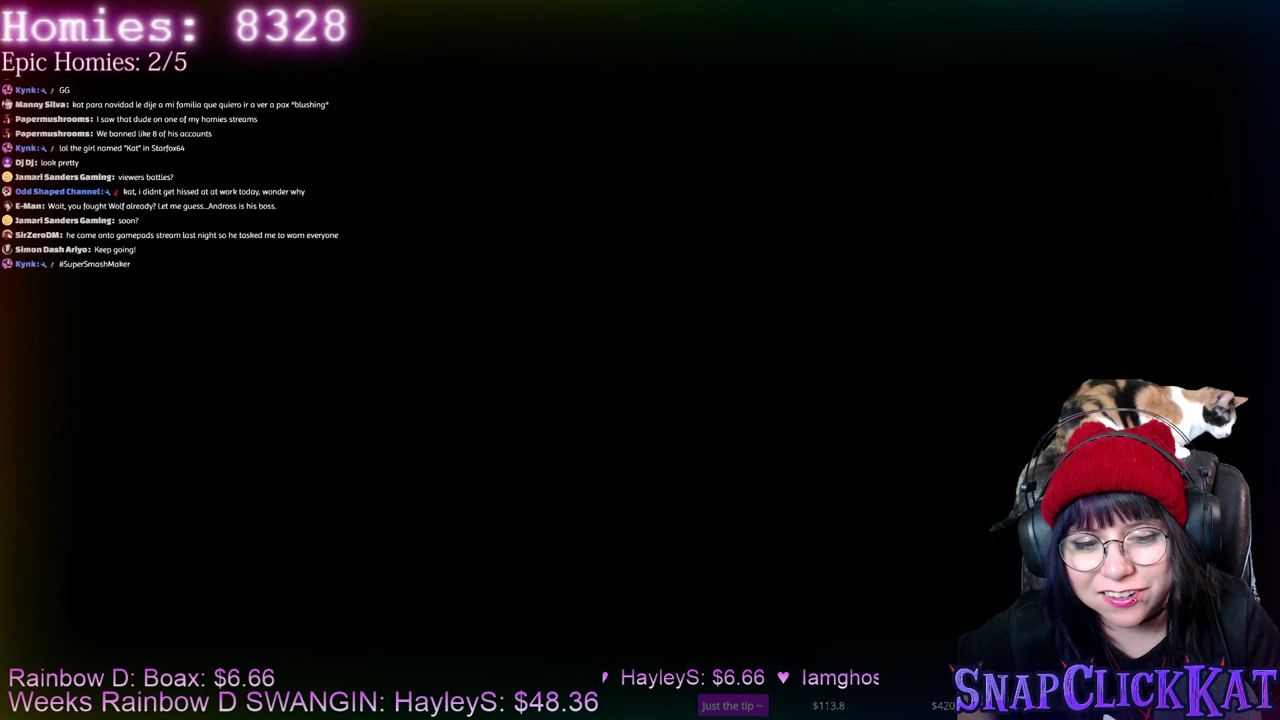 Homies: 8328
Epic Homies: 2/5
Kynk: GG
Manny Silva: kat para navidad le dije a mi familia que quiero ir a ver a pax *blushing*
Papermushrooms: I saw that dude on one of my homies streams
Papermushrooms: We banned like 8 of his accounts
Kynk: lol the girl named "Kat" in Starfox64
Dj Dj: look pretty
Jamari Sanders Gaming: viewers battles?
Odd Shaped Channel: kat, i didnt get hissed at at work today, wonder why
E-Man: Wait, you fought Wolf already? Let me guess...Andross is his boss.
Jamari Sanders Gaming: soon?
SirZeroDM: he came onto gamepads stream last night so he tasked me to warn everyone
Simon Dash Ariyo: Keep going!
Kynk: #SuperSmashMaker
Rainbow D: Boax: $6.66
HayleyS: $6.66 ♥ Iamghos
Weeks Rainbow D SWANGIN: HayleyS: $48.36
Just the tip ~ $113.8 $420
SNAPCLICKKAT